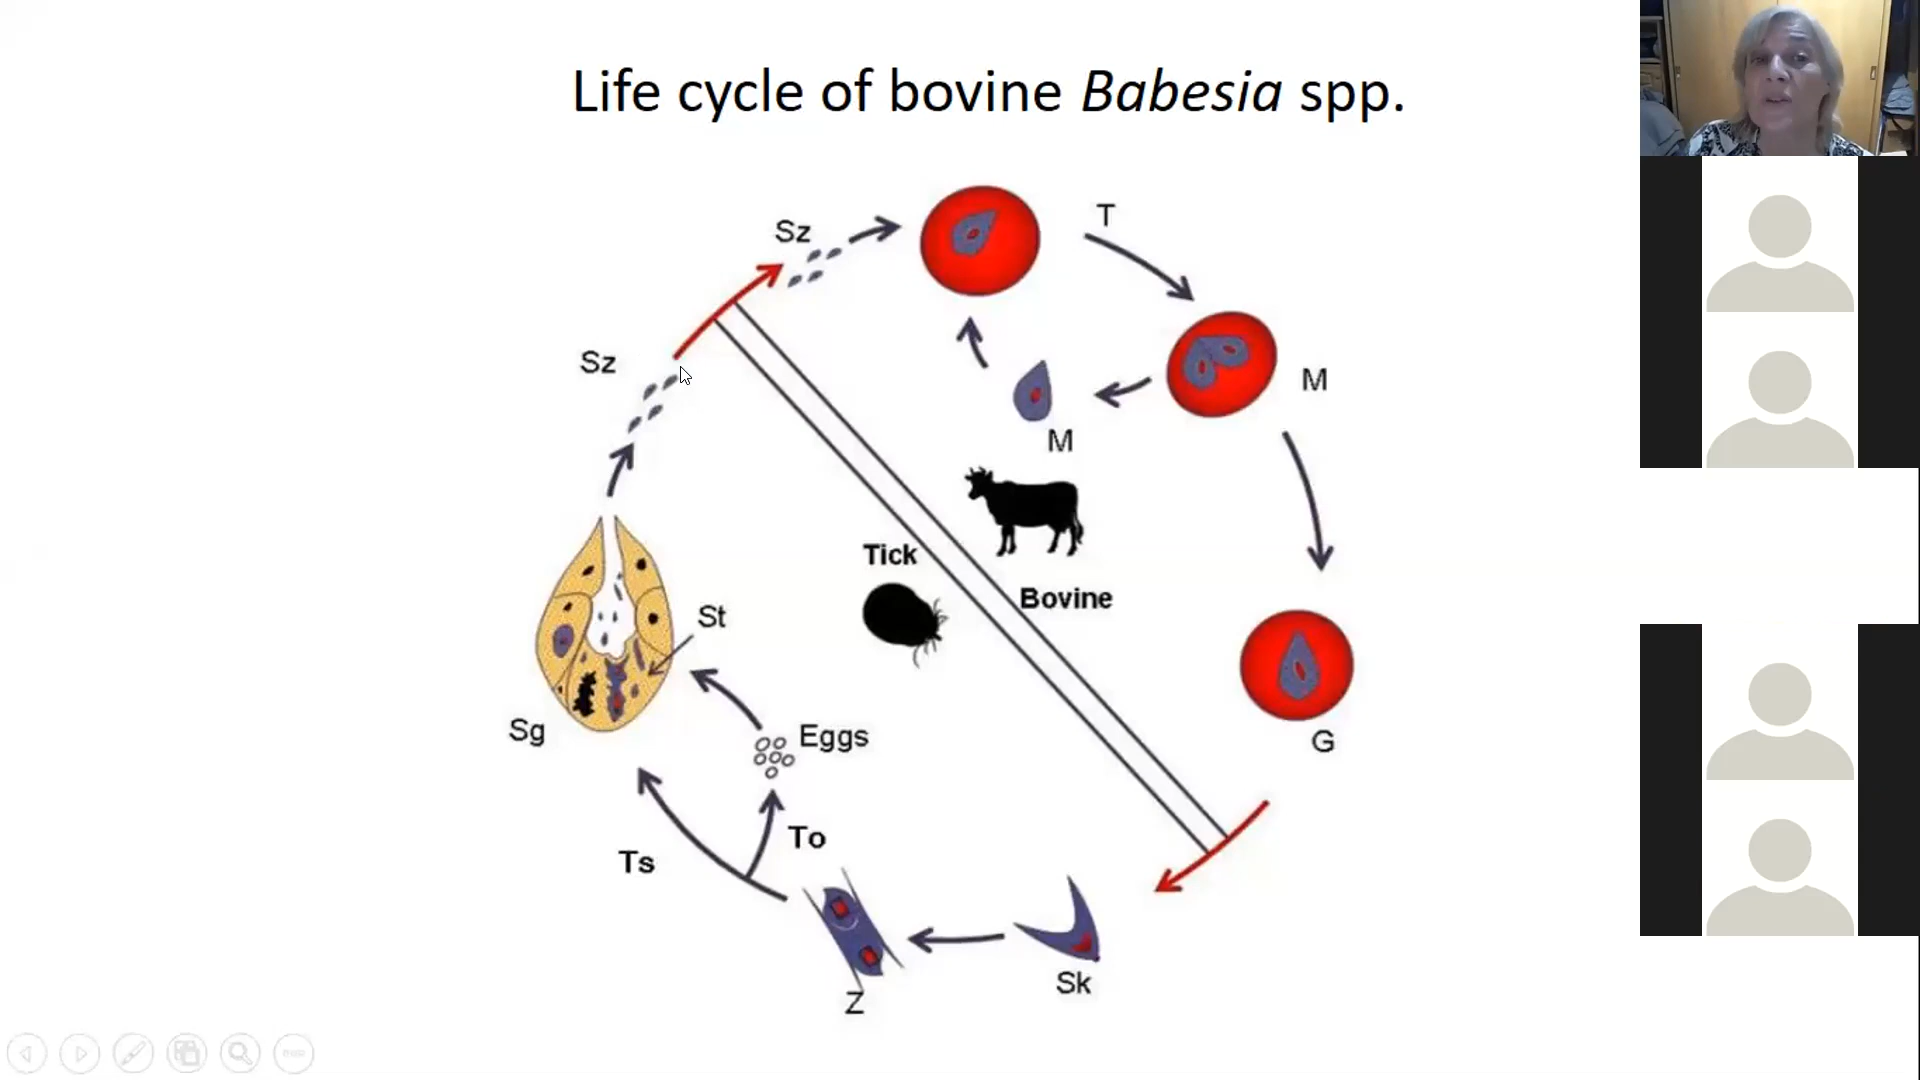 Life cycle of bovine Babesia spp.
Sz
T
Sz
M
M
Tick
Bovine
St
Sg
Eggs
G
To
Ts
Sk
Z